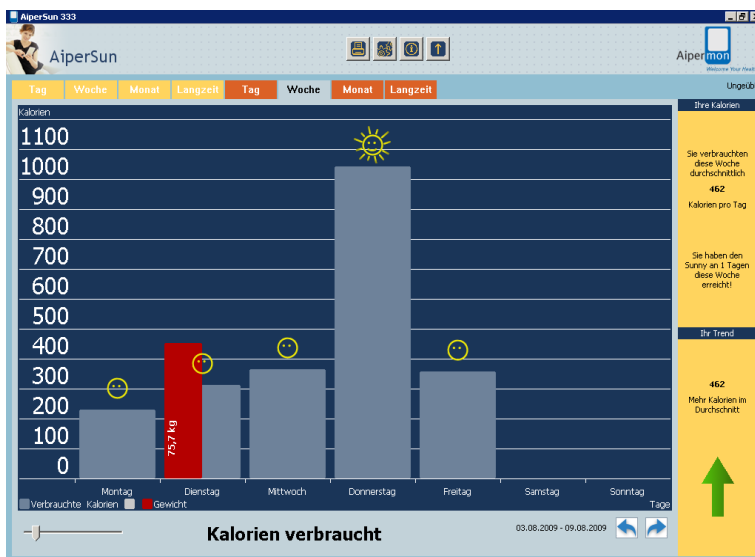 AiperSun 333
AiperSun
Aipermon
Welcome Your Health
Tag Woche Monat Langzeit Tag Woche Monat Langzeit
Ungeüb
Kalorien
1100
1000
900
800
700
600
500
400
300
200
100
0
75,7 kg
Montag Dienstag Mittwoch Donnerstag Freitag Samstag Sonntag
Verbrauchte Kalorien Gewicht
Tage
Kalorien verbraucht
03.08.2009 - 09.08.2009
Ihre Kalorien
Sie verbrauchten
diese Woche
durchschnittlich
462
Kalorien pro Tag
Sie haben den
Sunny an 1 Tagen
diese Woche
erreicht!
Ihr Trend
462
Mehr Kalorien im
Durchschnitt